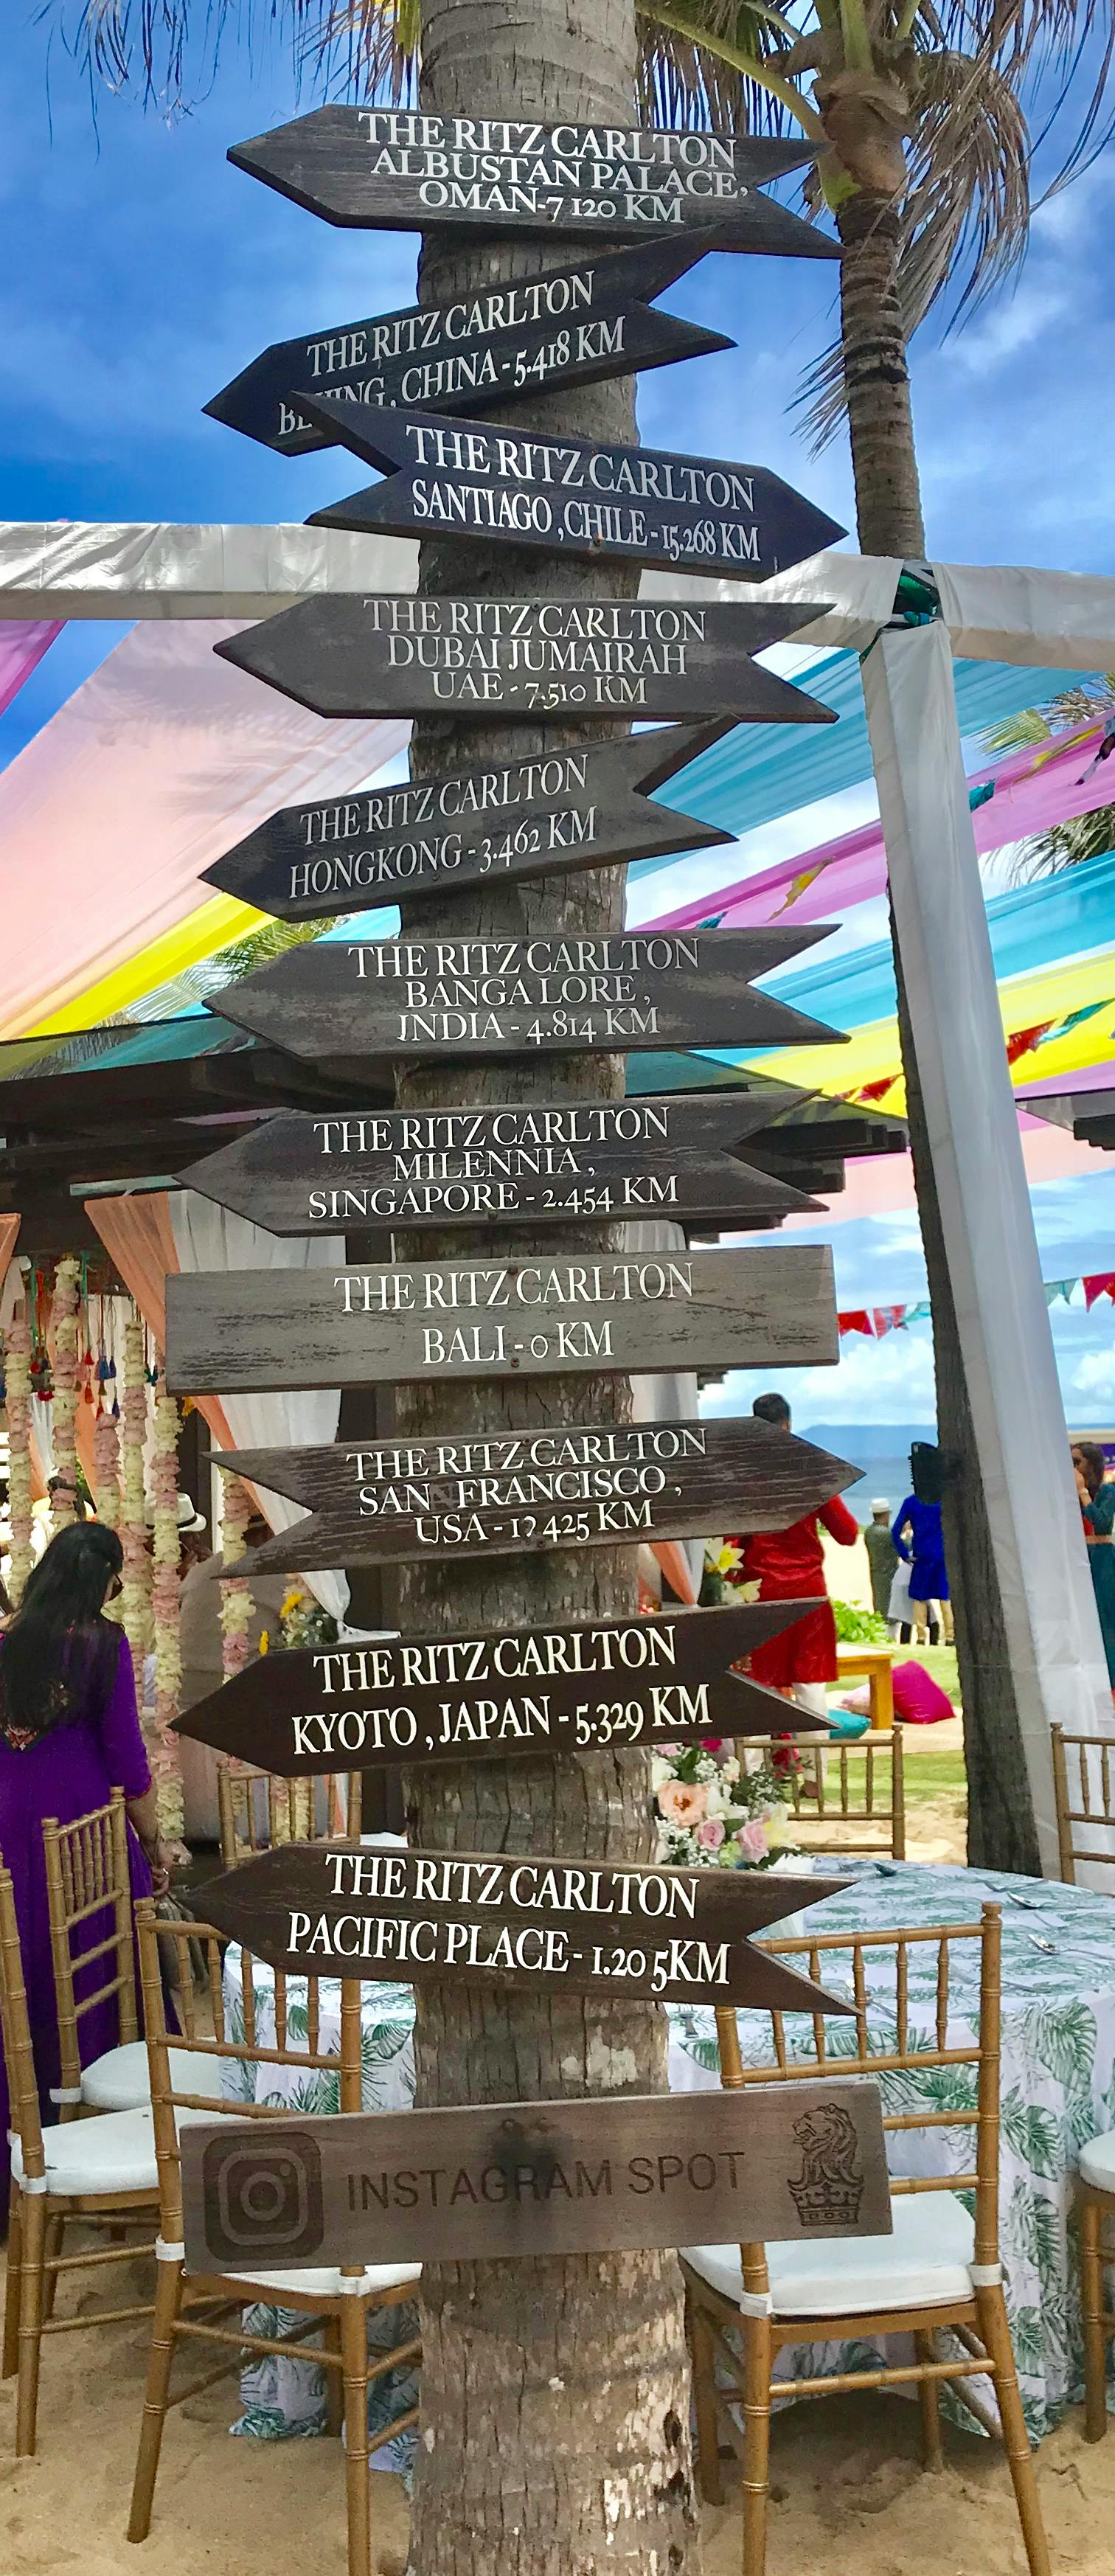 THE RITZ CARLTON
ALBUSTAN PALACE,
OMAN-7 120 KM
THE RITZ CARLTON
BEIJING, CHINA - 5.418 KM
THE RITZ CARLTON
SANTIAGO ,CHILE - 15.268 KM
THE RITZ CARLTON
DUBAI JUMAIRAH
UAE - 7.510 KM
THE RITZ CARLTON
HONGKONG - 3.462 KM
THE RITZ CARLTON
BANGALORE ,
INDIA - 4.814 KM
THE RITZ CARLTON
MILENNIA ,
SINGAPORE - 2.454 KM
THE RITZ CARLTON
BALI - 0 KM
THE RITZ CARLTON
SAN FRANCISCO ,
USA - KM
THE RITZ CARLTON
KYOTO , JAPAN - 5.329 KM
THE RITZ CARLTON
PACIFIC PLACE - 1.20 5KM
INSTAGRAM SPOT